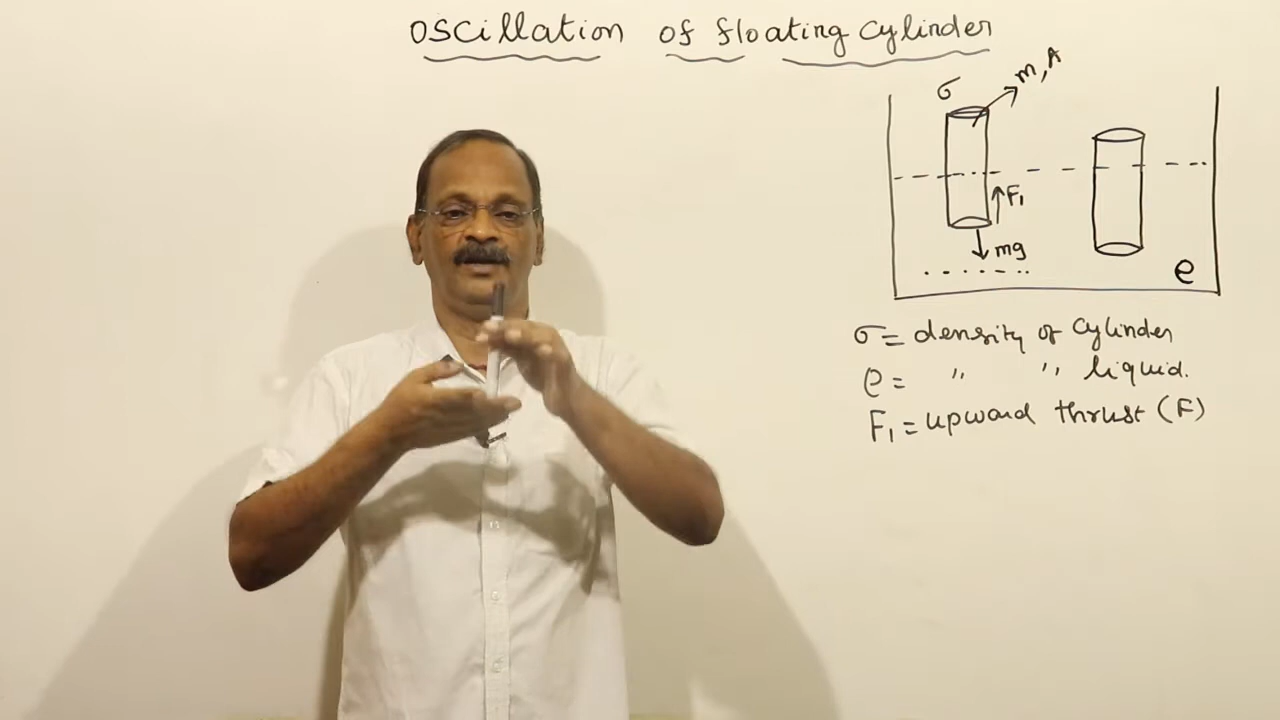 Oscillation of floating cylinder
σ
m, A
F₁
mg
ρ
σ = density of cylinder
ρ = " " liquid.
F₁ = upward thrust (F)